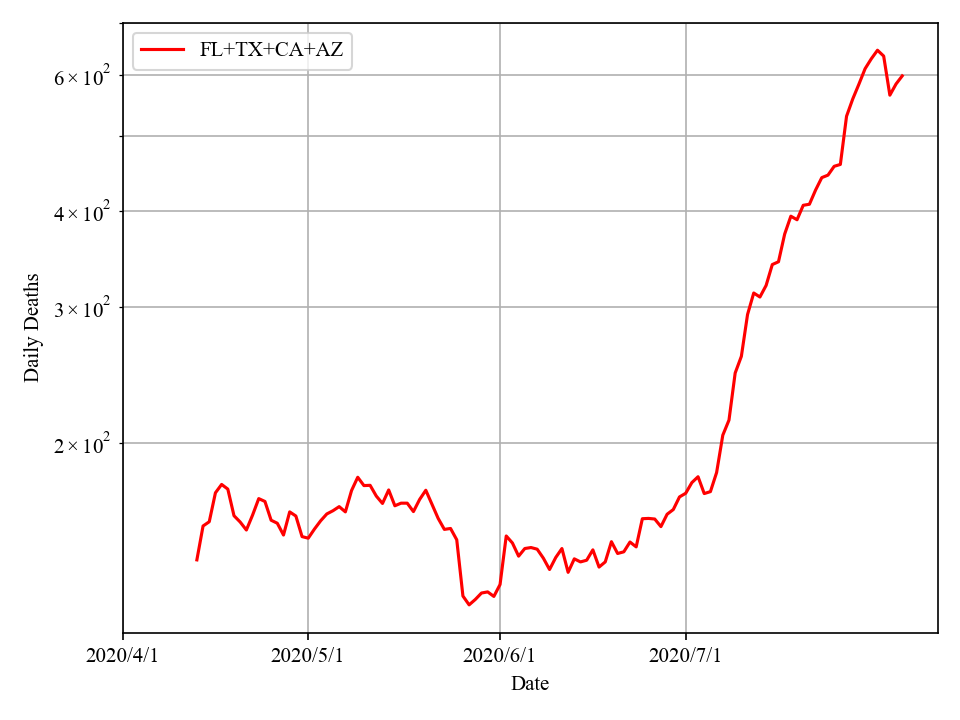 FL+TX+CA+AZ
6 × 10²
4 × 10²
3 × 10²
2 × 10²
Daily Deaths
2020/4/1 2020/5/1 2020/6/1 2020/7/1
Date